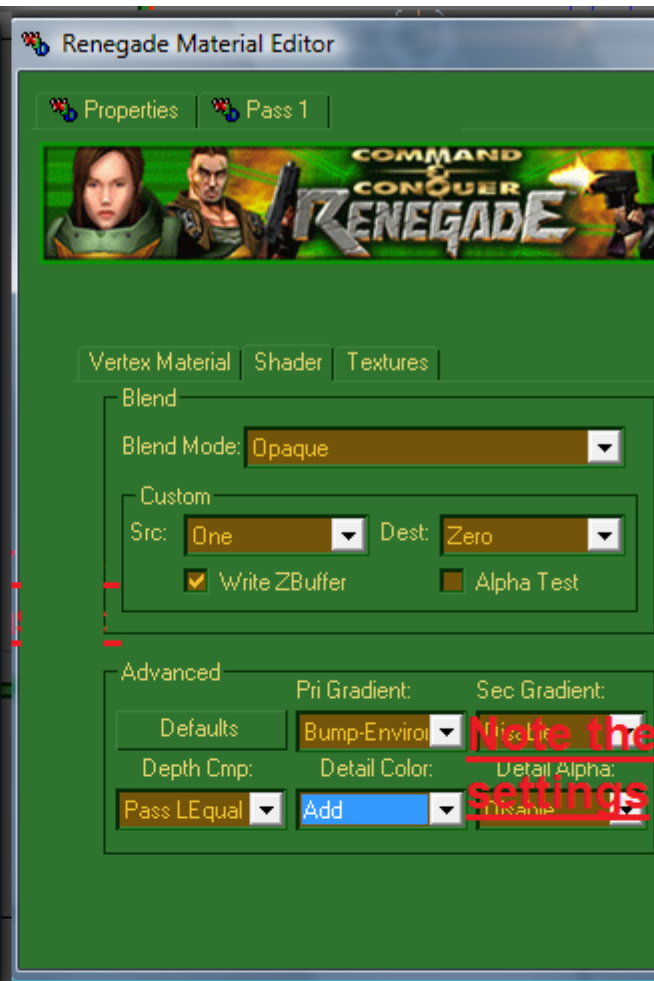 Renegade Material Editor
Properties Pass 1
COMMAND
&
CONQUER
RENEGADE
Vertex Material Shader Textures
Blend
Blend Mode: Opaque
Custom
Src: One Dest: Zero
Write ZBuffer Alpha Test
Advanced
Pri Gradient: Sec Gradient:
Defaults Bump-Enviro Disable
Note the
Depth Cmp: Detail Color: Detail Alpha:
settings
Pass LEqual Add Disable